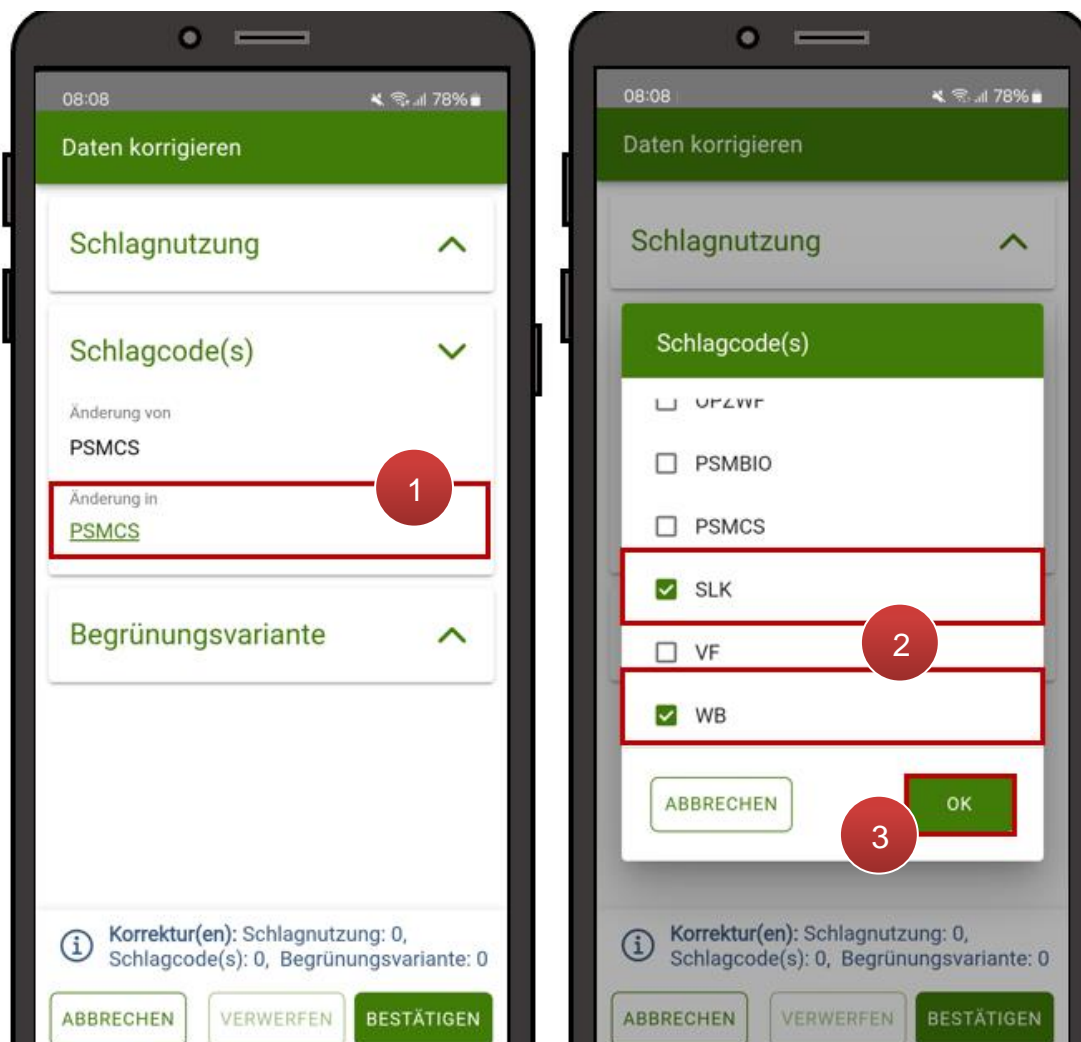 08:08 78%
Daten korrigieren
Schlagnutzung
Schlagcode(s)
Änderung von
PSMCS
1
Änderung in
PSMCS
Begrünungsvariante
Korrektur(en): Schlagnutzung: 0,
Schlagcode(s): 0, Begrünungsvariante: 0
ABBRECHEN VERWERFEN BESTÄTIGEN
08:08 78%
Daten korrigieren
Schlagnutzung
Schlagcode(s)
PSMBIO
PSMCS
SLK
2
VF
WB
ABBRECHEN OK
3
Korrektur(en): Schlagnutzung: 0,
Schlagcode(s): 0, Begrünungsvariante: 0
ABBRECHEN VERWERFEN BESTÄTIGEN